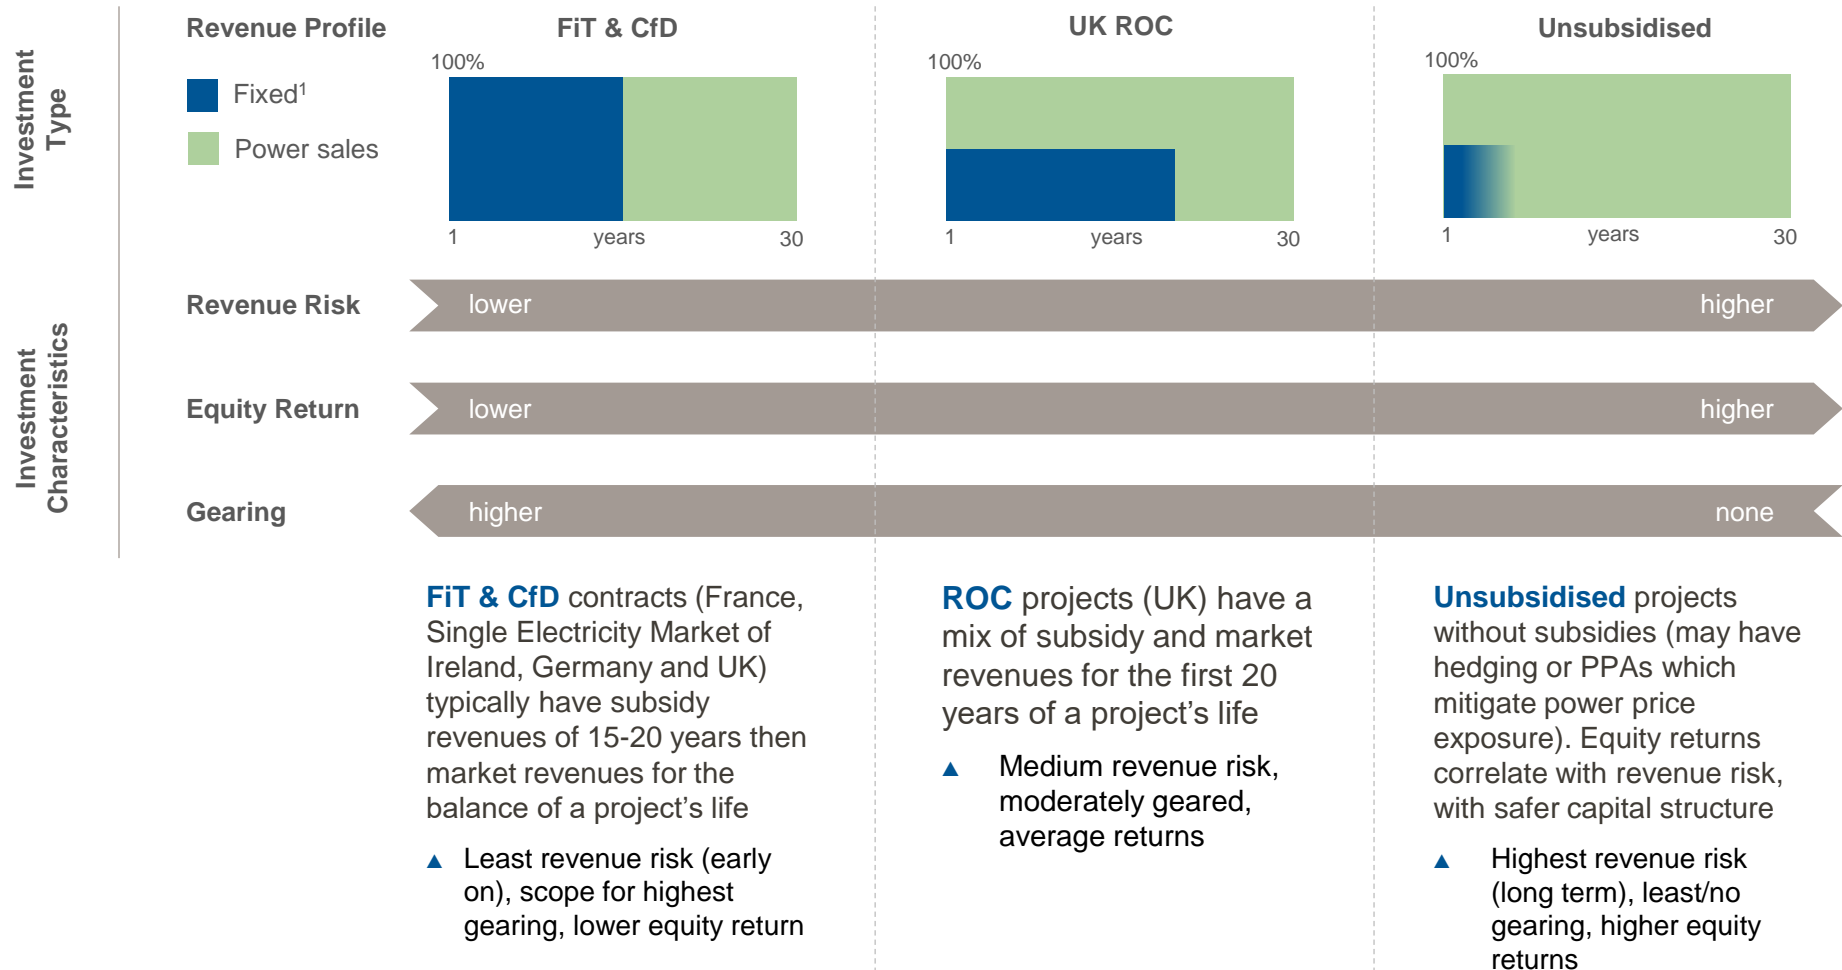 Investment
Type
Revenue Profile
Fixed1
Power sales
FiT & CfD
100%
1
years
30
UK ROC
100%
1
years
30
Unsubsidised
100%
1
years
30
Investment
Characteristics
Revenue Risk
lower
higher
Equity Return
lower
higher
Gearing
higher
none
FiT & CfD contracts (France,
Single Electricity Market of
Ireland, Germany and UK)
typically have subsidy
revenues of 15-20 years then
market revenues for the
balance of a project’s life
▲ Least revenue risk (early
on), scope for highest
gearing, lower equity return
ROC projects (UK) have a
mix of subsidy and market
revenues for the first 20
years of a project’s life
▲ Medium revenue risk,
moderately geared,
average returns
Unsubsidised projects
without subsidies (may have
hedging or PPAs which
mitigate power price
exposure). Equity returns
correlate with revenue risk,
with safer capital structure
▲ Highest revenue risk
(long term), least/no
gearing, higher equity
returns